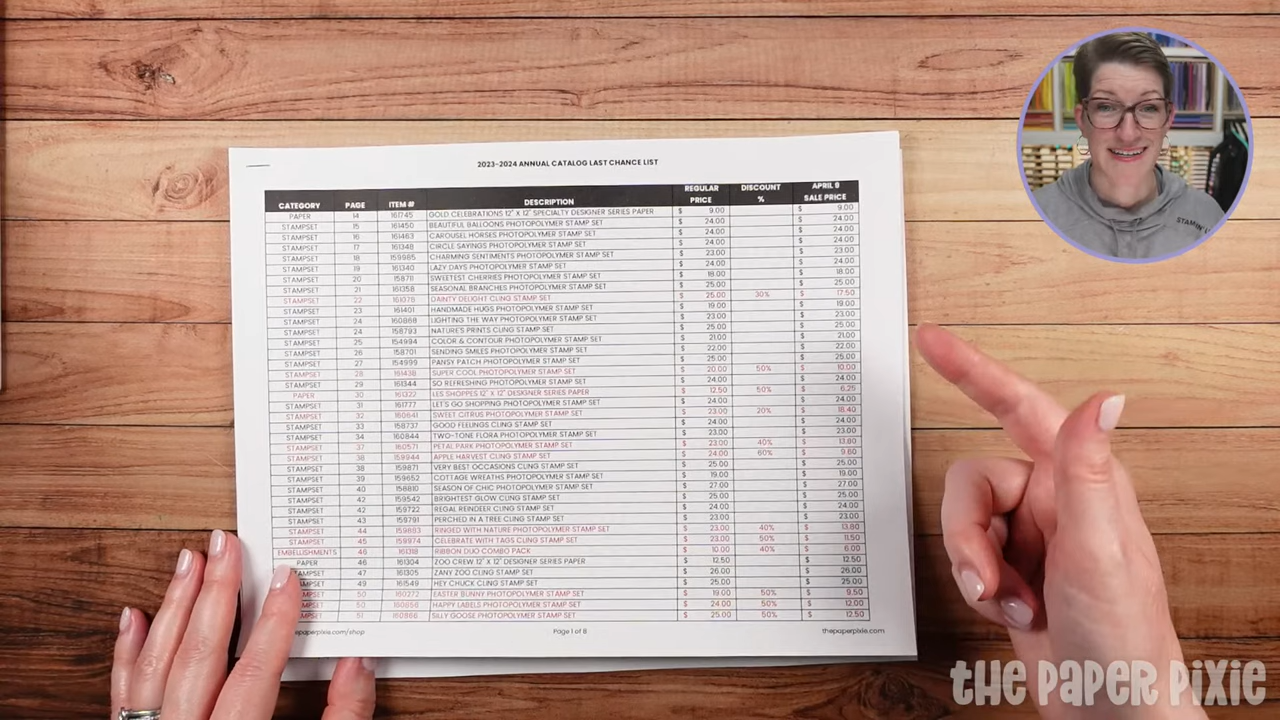 2023-2024 ANNUAL CATALOG LAST CHANCE LIST
CATEGORY PAGE ITEM # DESCRIPTION REGULAR PRICE DISCOUNT % APRIL 9 SALE PRICE
PAPER 14 161745 GOLD CELEBRATIONS 12" X 12" SPECIALTY DESIGNER SERIES PAPER $ 9.00 $ 9.00
STAMPSET 15 161450 BEAUTIFUL BALLOONS PHOTOPOLYMER STAMP SET $ 24.00 $ 24.00
STAMPSET 16 161463 CAROUSEL HORSES PHOTOPOLYMER STAMP SET $ 24.00 $ 24.00
STAMPSET 17 161348 CIRCLE SAYINGS PHOTOPOLYMER STAMP SET $ 24.00 $ 24.00
STAMPSET 18 159985 CHARMING SENTIMENTS PHOTOPOLYMER STAMP SET $ 23.00 $ 23.00
STAMPSET 19 161340 LAZY DAYS PHOTOPOLYMER STAMP SET $ 24.00 $ 24.00
STAMPSET 20 SWEETEST CHERRIES PHOTOPOLYMER STAMP SET $ 18.00 $ 18.00
STAMPSET 21 161358 SEASONAL BRANCHES PHOTOPOLYMER STAMP SET $ 25.00 $ 25.00
STAMPSET 22 161378 DAINTY DELIGHT CLING STAMP SET $ 25.00 30% $ 17.50
STAMPSET 23 161401 HANDMADE HUGS PHOTOPOLYMER STAMP SET $ 19.00 $ 19.00
STAMPSET 24 160868 LIGHTING THE WAY PHOTOPOLYMER STAMP SET $ 23.00 $ 23.00
STAMPSET 24 158793 NATURE'S PRINTS CLING STAMP SET $ 25.00 $ 25.00
STAMPSET 25 154994 COLOR & CONTOUR PHOTOPOLYMER STAMP SET $ 21.00 $ 21.00
STAMPSET 26 158701 SENDING SMILES PHOTOPOLYMER STAMP SET $ 22.00 $ 22.00
STAMPSET 27 154999 PANSY PATCH PHOTOPOLYMER STAMP SET $ 25.00 $ 25.00
STAMPSET 28 161438 SUPER COOL PHOTOPOLYMER STAMP SET $ 20.00 50% $ 10.00
STAMPSET 29 161344 SO REFRESHING PHOTOPOLYMER STAMP SET $ 24.00 $ 24.00
PAPER 30 161322 LES SHOPPES 12" X 12" DESIGNER SERIES PAPER $ 12.50 50% $ 6.25
STAMPSET 31 161777 LET'S GO SHOPPING PHOTOPOLYMER STAMP SET $ 24.00 $ 24.00
STAMPSET 32 160641 SWEET CITRUS PHOTOPOLYMER STAMP SET $ 23.00 20% $ 18.40
STAMPSET 33 158737 GOOD FEELINGS CLING STAMP SET $ 24.00 $ 24.00
STAMPSET 34 160844 TWO-TONE FLORA PHOTOPOLYMER STAMP SET $ 23.00 $ 23.00
STAMPSET 37 160571 PETAL PARK PHOTOPOLYMER STAMP SET $ 23.00 40% $ 13.80
STAMPSET 38 159944 APPLE HARVEST CLING STAMP SET $ 24.00 60% $ 9.60
STAMPSET 38 159871 VERY BEST OCCASIONS CLING STAMP SET $ 25.00 $ 25.00
STAMPSET 39 159652 COTTAGE WREATHS PHOTOPOLYMER STAMP SET $ 19.00 $ 19.00
STAMPSET 40 158810 SEASON OF CHIC PHOTOPOLYMER STAMP SET $ 27.00 $ 27.00
STAMPSET 42 159542 BRIGHTEST GLOW CLING STAMP SET $ 25.00 $ 25.00
STAMPSET 42 159722 REGAL REINDEER CLING STAMP SET $ 24.00 $ 24.00
STAMPSET 43 159791 PERCHED IN A TREE CLING STAMP SET $ 23.00 $ 23.00
STAMPSET 44 159883 RINGED WITH NATURE PHOTOPOLYMER STAMP SET $ 23.00 40% $ 13.80
STAMPSET 45 159974 CELEBRATE WITH TAGS CLING STAMP SET $ 23.00 50% $ 11.50
EMBELLISHMENTS 46 161318 RIBBON DUO COMBO PACK $ 10.00 40% $ 6.00
PAPER 46 161304 ZOO CREW 12" X 12" DESIGNER SERIES PAPER $ 12.50 $ 12.50
STAMPSET 47 161305 ZANY ZOO CLING STAMP SET $ 26.00 $ 26.00
49 161549 HEY CHUCK CLING STAMP SET $ 25.00 $ 25.00
50 160272 EASTER BUNNY PHOTOPOLYMER STAMP SET $ 19.00 50% $ 9.50
50 160656 HAPPY LABELS PHOTOPOLYMER STAMP SET $ 24.00 50% $ 12.00
51 160866 SILLY GOOSE PHOTOPOLYMER STAMP SET $ 25.00 50% $ 12.50
epaperpixie.com/shop Page 1 of 8 thepaperpixie.com
STAMPIN'
THE PAPER PIXIE